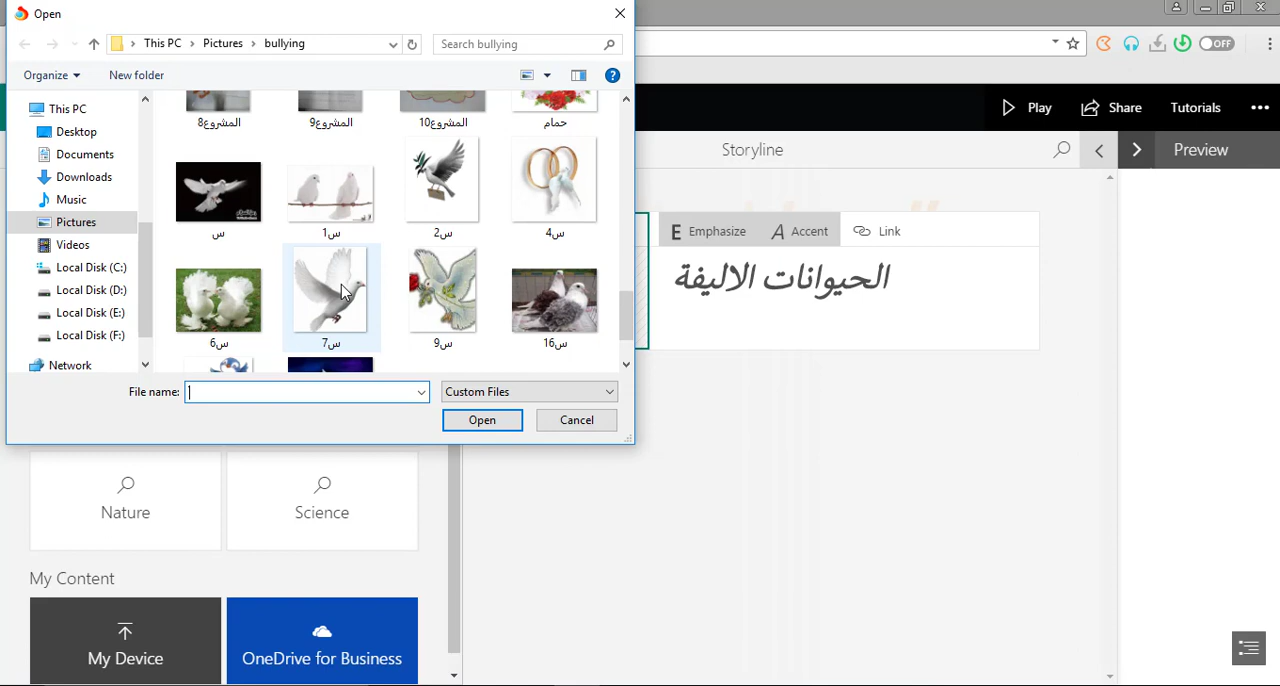 Open
This PC
Pictures
bullying
Search bullying
OFF
Organize
New folder
Play
Share
Tutorials
This PC
Desktop
Documents
Downloads
Music
Pictures
Videos
Local Disk (C:)
Local Disk (D:)
Local Disk (E:)
Local Disk (F:)
Network
المشروع8
المشروع9
المشروع10
حمام
س
س1
س2
س4
س6
س7
س9
س16
File name:
Custom Files
Open
Cancel
Storyline
Preview
Emphasize
Accent
Link
الحيوانات الاليفة
Nature
Science
My Content
My Device
OneDrive for Business